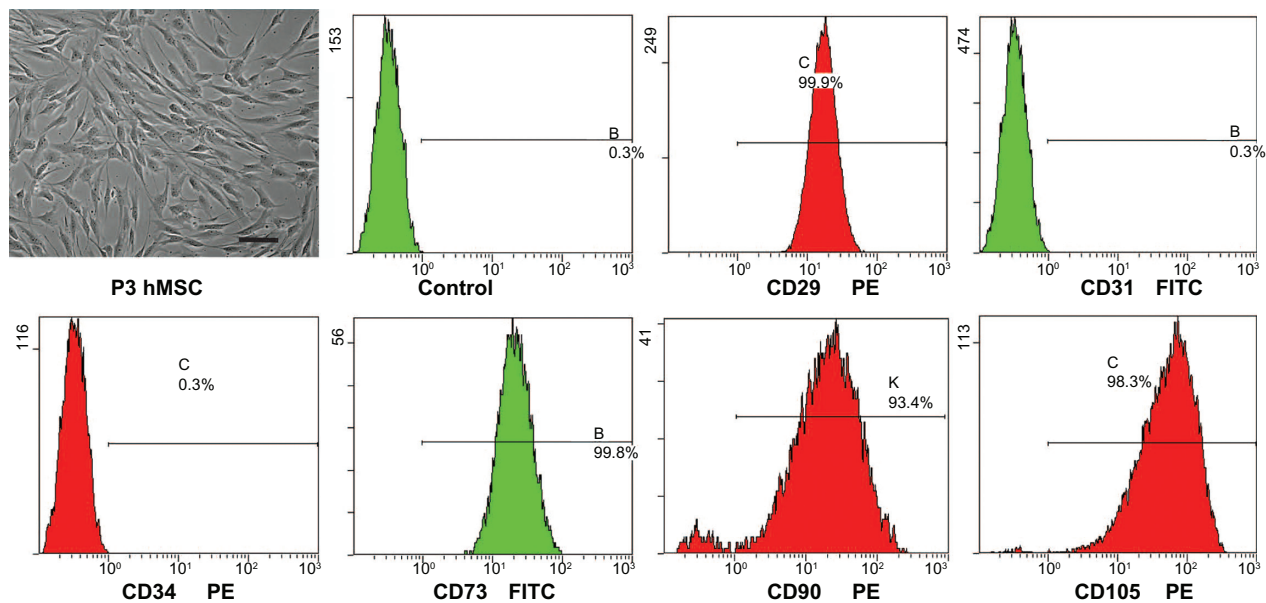 153
B
0.3%
10⁰ 10¹ 10² 10³
Control
249
C
99.9%
10⁰ 10¹ 10² 10³
CD29 PE
474
B
0.3%
10⁰ 10¹ 10² 10³
CD31 FITC
P3 hMSC
116
C
0.3%
10⁰ 10¹ 10² 10³
CD34 PE
56
B
99.8%
10⁰ 10¹ 10² 10³
CD73 FITC
41
K
93.4%
10⁰ 10¹ 10² 10³
CD90 PE
113
C
98.3%
10⁰ 10¹ 10² 10³
CD105 PE